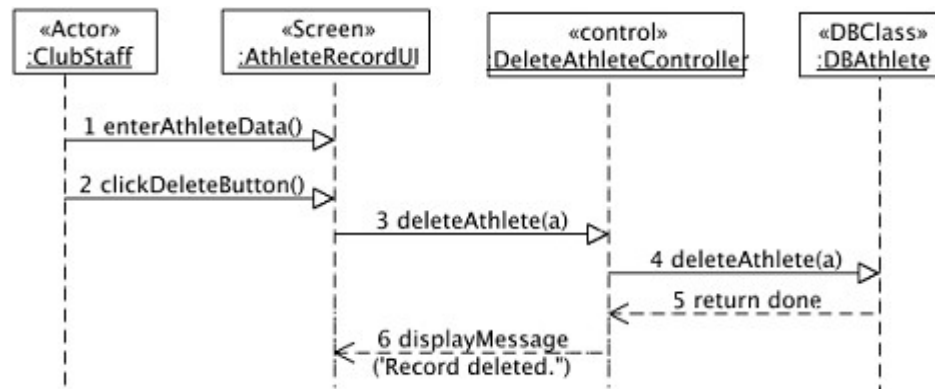 «Actor»
:ClubStaff
«Screen»
:AthleteRecordUI
«control»
:DeleteAthleteController
«DBClass»
:DBAthlete
1 enterAthleteData()
2 clickDeleteButton()
3 deleteAthlete(a)
4 deleteAthlete(a)
5 return done
6 displayMessage
("Record deleted.")